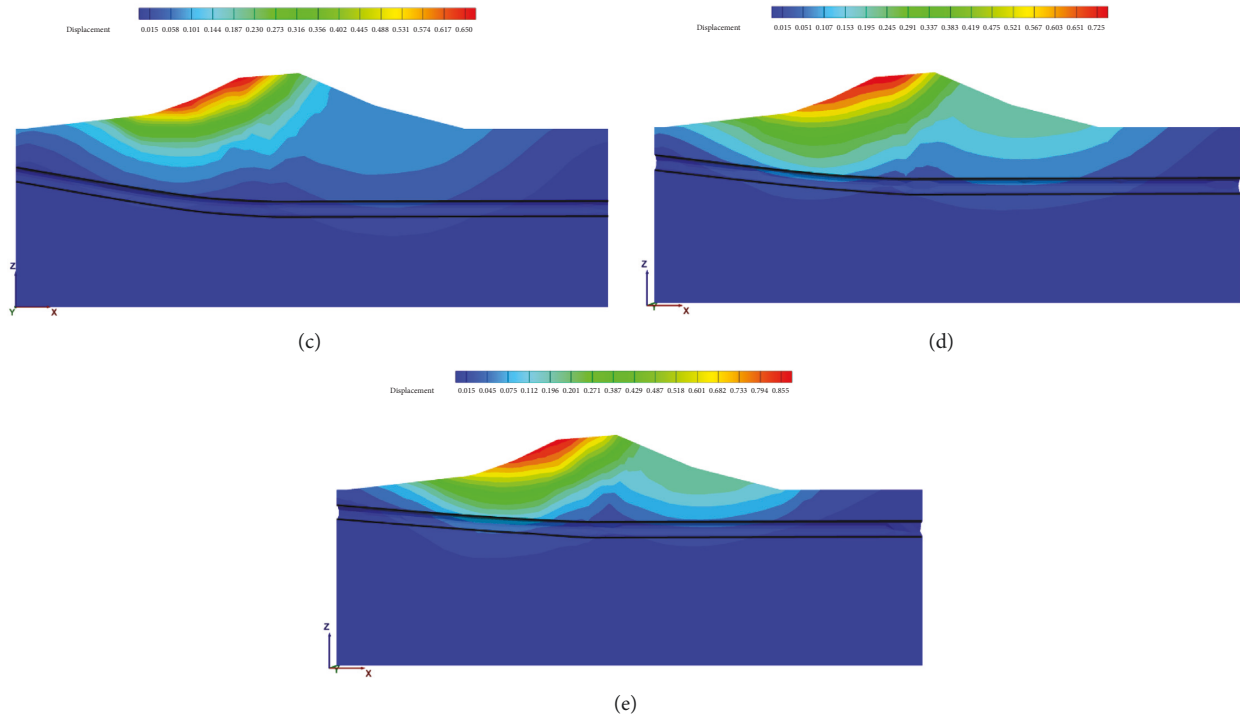 Displacement
0.015 0.058 0.101 0.144 0.187 0.230 0.273 0.316 0.356 0.402 0.445 0.488 0.531 0.574 0.617 0.650
Displacement
0.015 0.051 0.107 0.153 0.195 0.245 0.291 0.337 0.383 0.419 0.475 0.521 0.567 0.603 0.651 0.725
Z
Y X
(c)
Z
Y X
(d)
Displacement
0.015 0.045 0.075 0.112 0.196 0.201 0.271 0.387 0.429 0.487 0.518 0.601 0.682 0.733 0.794 0.855
Z
Y X
(e)